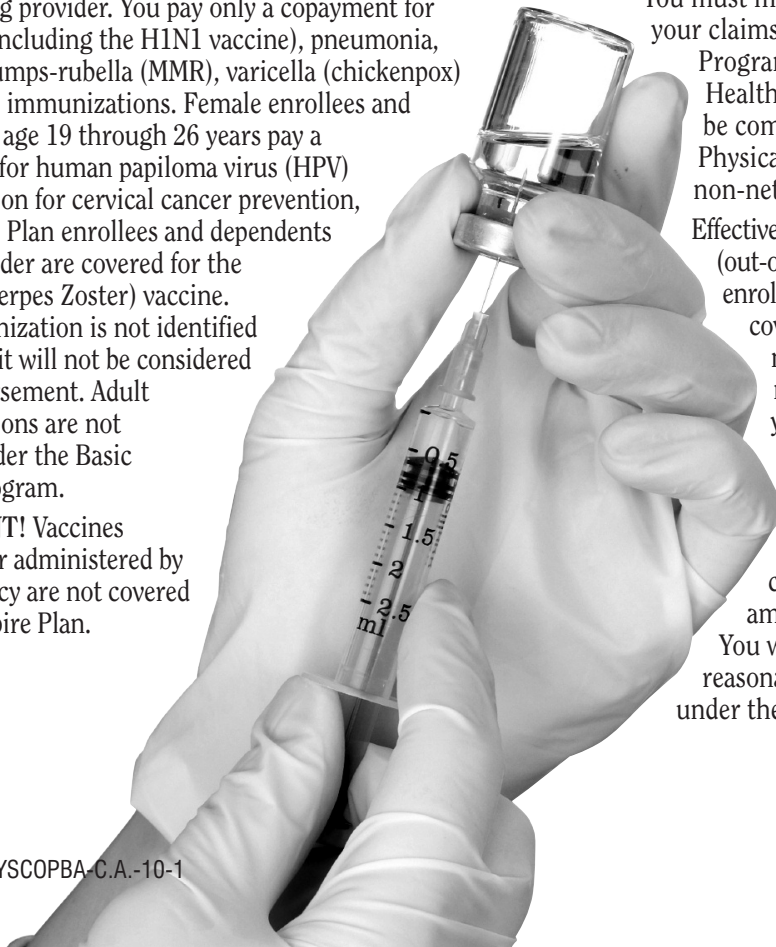 g provider. You pay only a copayment for
ncluding the H1N1 vaccine), pneumonia,
umps-rubella (MMR), varicella (chickenpox)
immunizations. Female enrollees and
age 19 through 26 years pay a
for human papiloma virus (HPV)
on for cervical cancer prevention,
Plan enrollees and dependents
der are covered for the
erpes Zoster) vaccine.
nization is not identified
it will not be considered
sement. Adult
ons are not
der the Basic
ogram.
NT! Vaccines
r administered by
cy are not covered
pire Plan.
YSCOPBA-C.A.-10-1
0.5
1
1.5
2
2.5
ml
You must
your claims
Progra
Health
be com
Physica
non-net
Effective
(out-o
enrol
cov
y
c
am
You w
reasona
under the